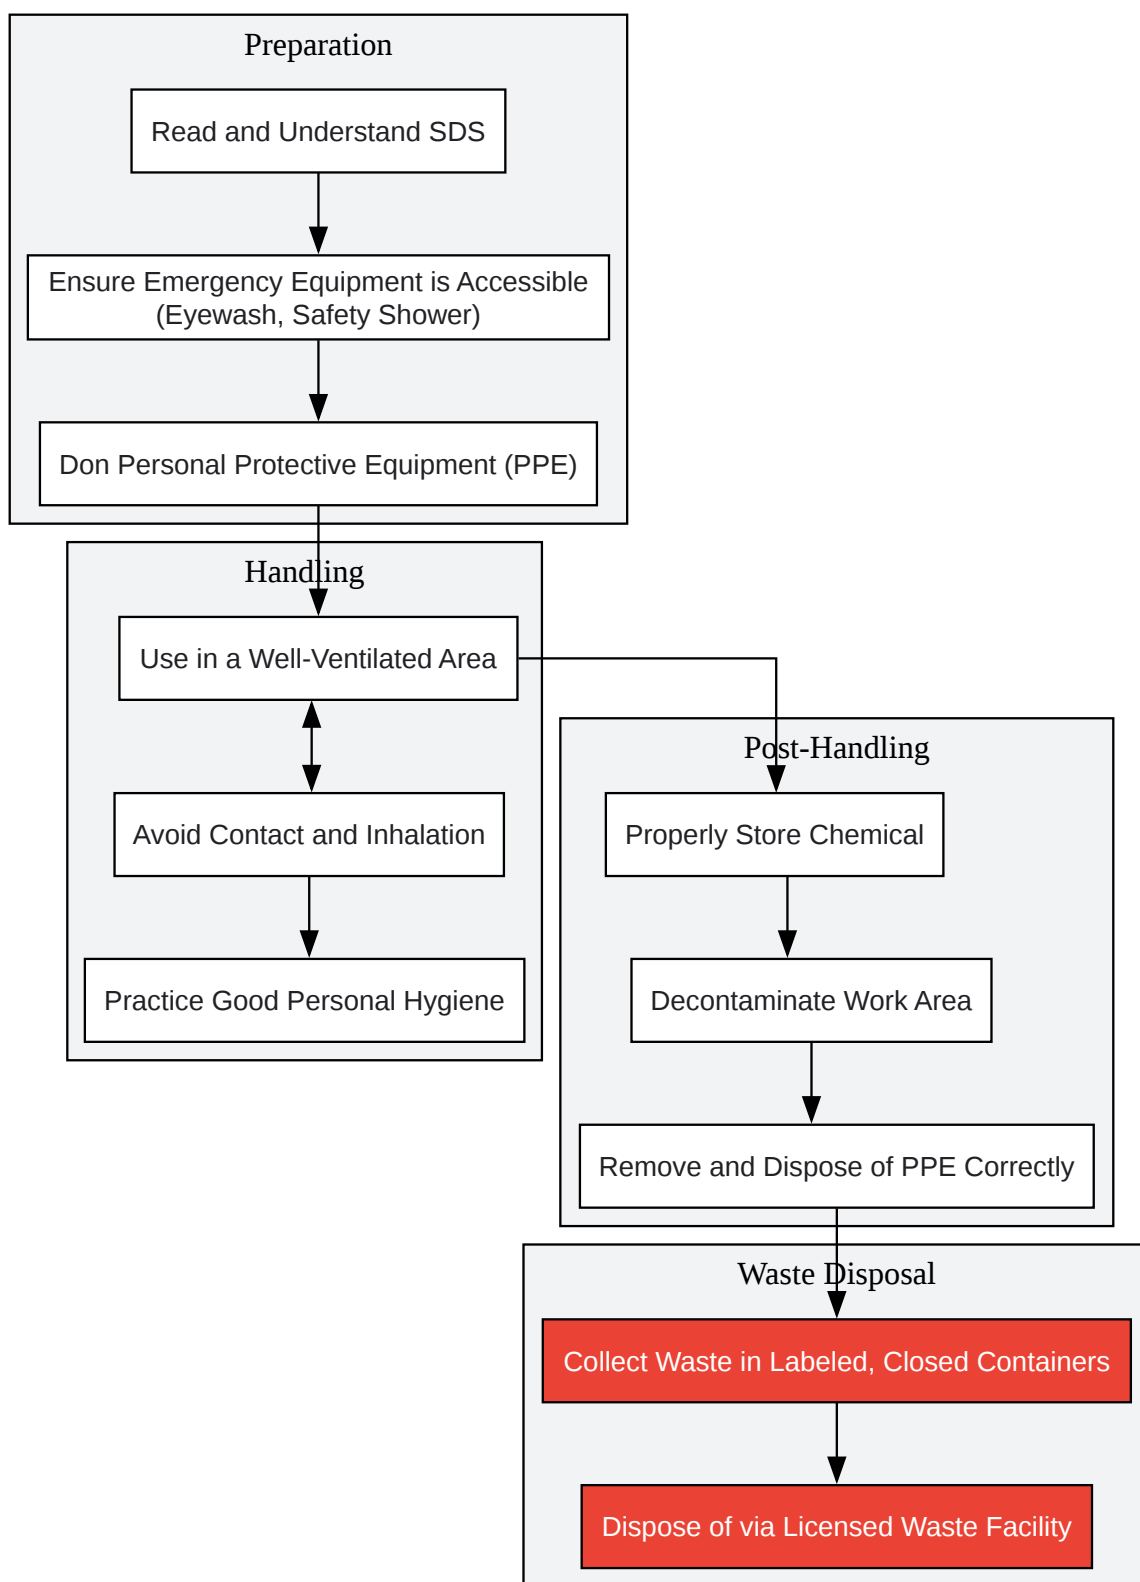 Preparation
Read and Understand SDS
Ensure Emergency Equipment is Accessible
(Eyewash, Safety Shower)
Don Personal Protective Equipment (PPE)
Handling
Use in a Well-Ventilated Area
Avoid Contact and Inhalation
Practice Good Personal Hygiene
Post-Handling
Properly Store Chemical
Decontaminate Work Area
Remove and Dispose of PPE Correctly
Waste Disposal
Collect Waste in Labeled, Closed Containers
Dispose of via Licensed Waste Facility